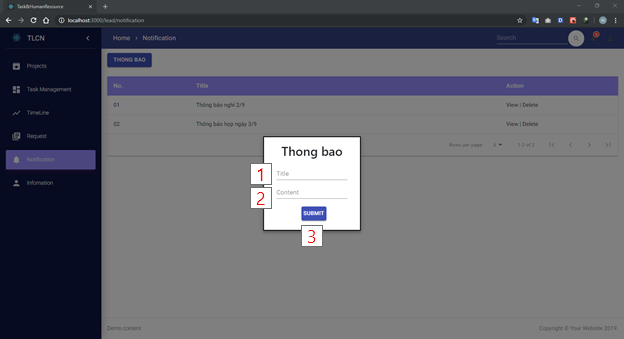 Task&HumanResource
localhost:3000/lead/notification
TLCN
Home > Notification
Search
Projects
Task Management
TimeLine
Request
Notification
Infomation
THONG BAO
No. Title Action
01 Thông báo nghỉ 2/9 View | Delete
02 Thông báo họp ngày 3/9 View | Delete
Rows per page: 5 1-2 of 2
Thong bao
1 Title
2 Content
SUBMIT
3
Demo content
Copyright © Your Website 2019.